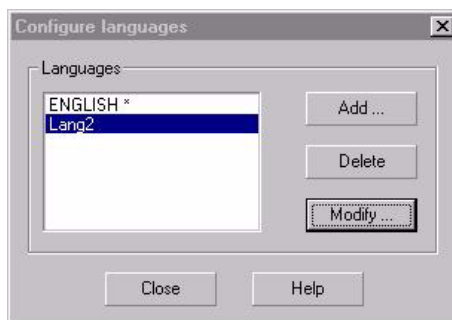 Configure languages
Languages
ENGLISH *
Lang2
Add ...
Delete
Modify ...
Close
Help